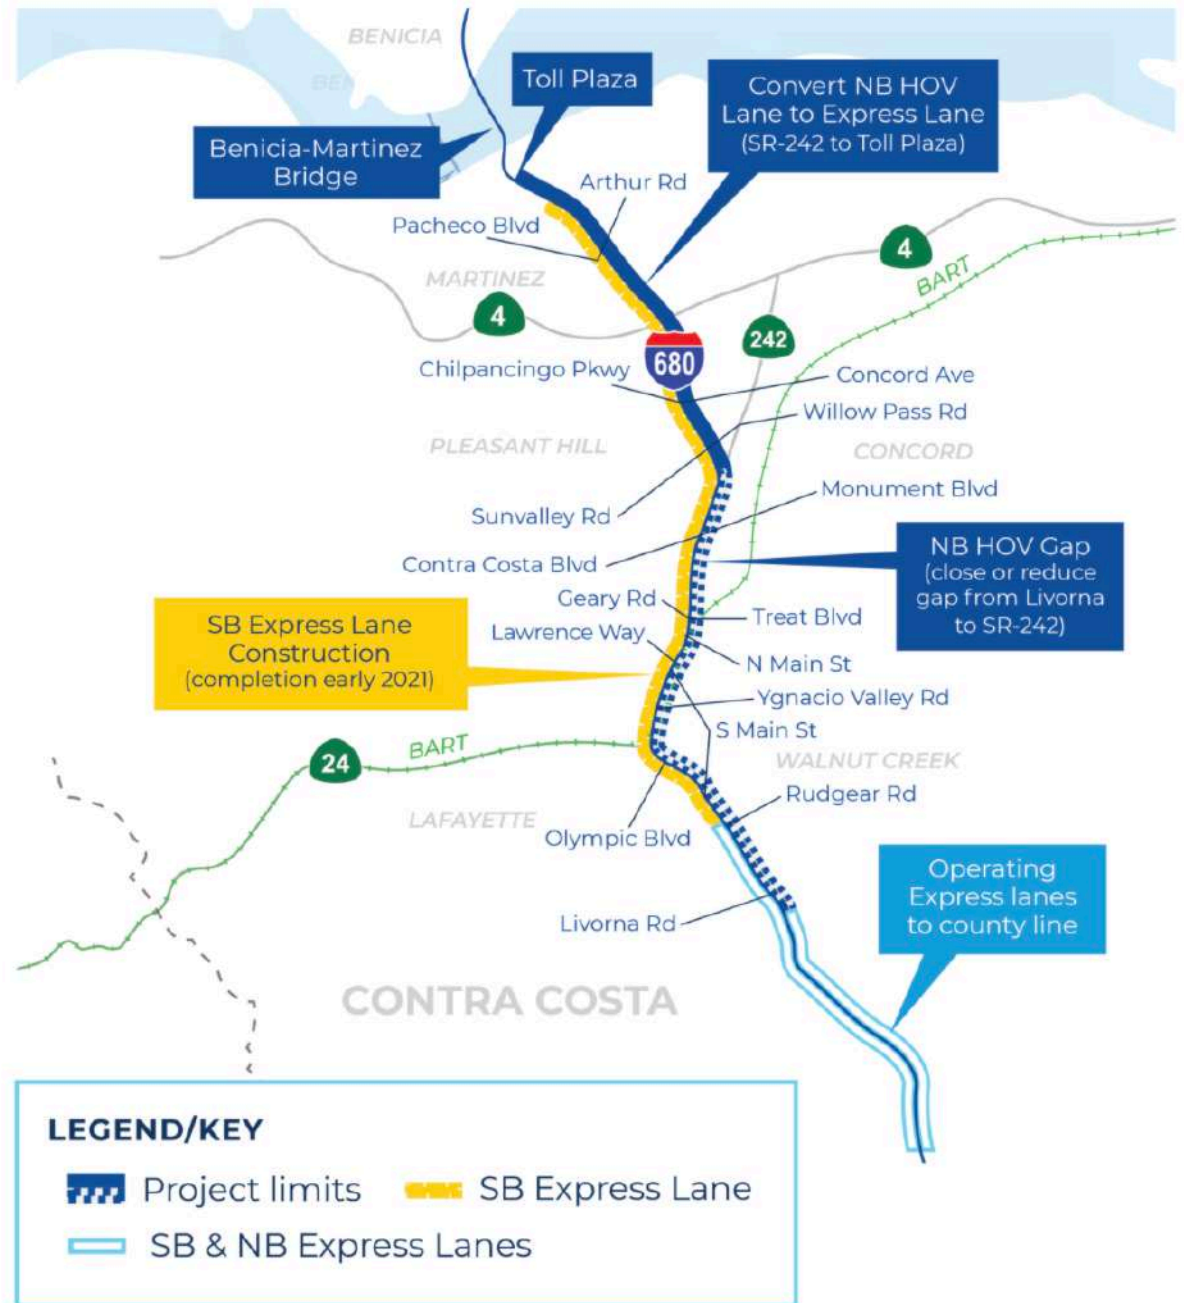 BENICIA
BEN
Toll Plaza
Convert NB HOV
Lane to Express Lane
(SR-242 to Toll Plaza)
Benicia-Martinez
Bridge
Arthur Rd
Pacheco Blvd
4
BART
MARTINEZ
4
242
680
Chilpancingo Pkwy
Concord Ave
Willow Pass Rd
PLEASANT HILL
CONCORD
Monument Blvd
Sunvalley Rd
NB HOV Gap
(close or reduce
gap from Livorna
to SR-242)
Contra Costa Blvd
Geary Rd
Treat Blvd
SB Express Lane
Construction
(completion early 2021)
Lawrence Way
N Main St
Ygnacio Valley Rd
S Main St
BART
24
WALNUT CREEK
Rudgear Rd
LAFAYETTE
Olympic Blvd
Operating
Express lanes
to county line
Livorna Rd
CONTRA COSTA
LEGEND/KEY
Project limits
SB Express Lane
SB & NB Express Lanes